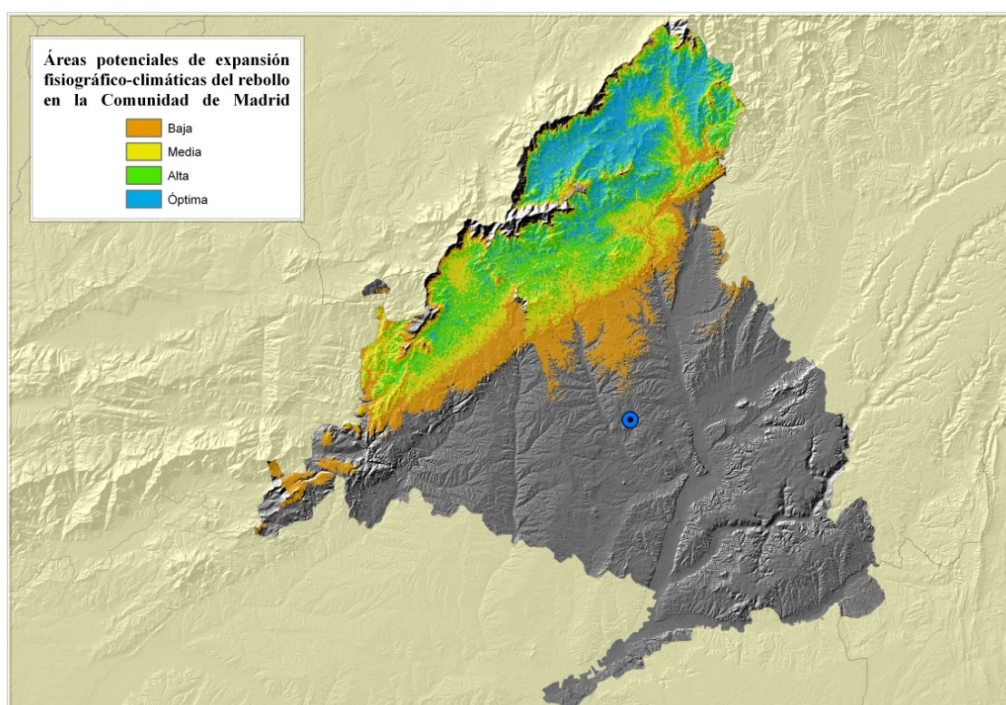 Áreas potenciales de expansión
fisiográfico-climáticas del rebollo
en la Comunidad de Madrid
Baja
Media
Alta
Óptima